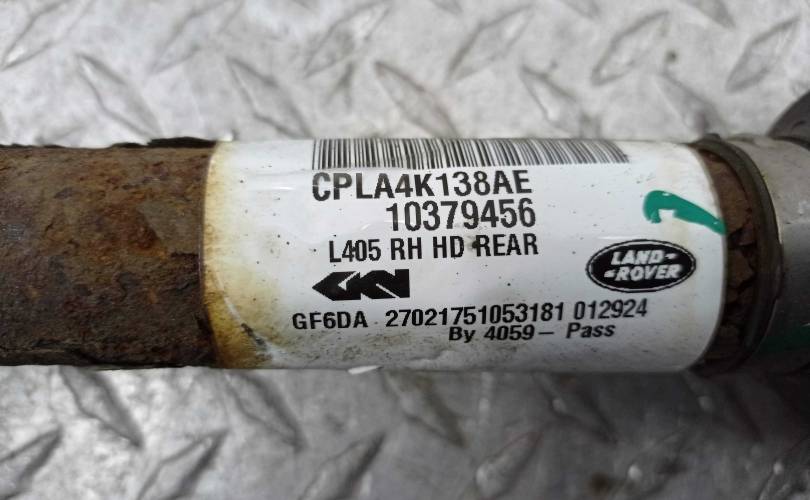 CPLA4K138AE
10379456
L405 RH HD REAR
GKN
LAND-
-ROVER
GF6DA 27021751053181 012924
By 4059- Pass